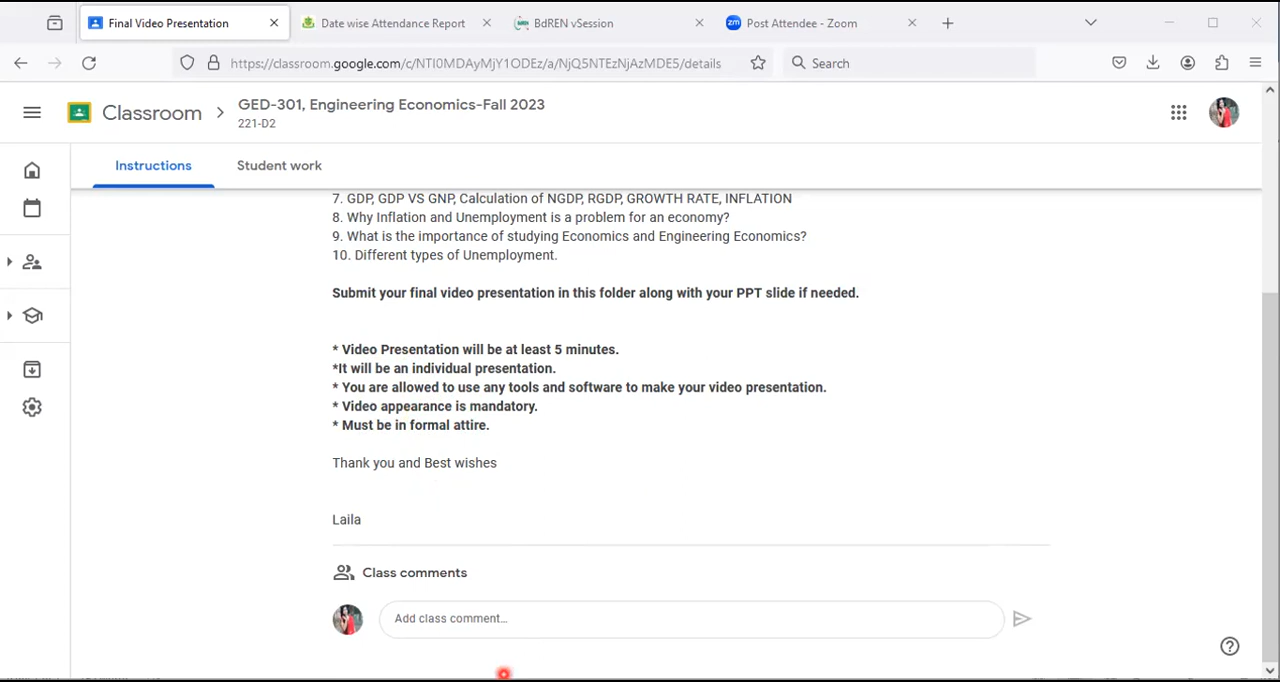 Final Video Presentation
Date wise Attendance Report
BdREN vSession
zm Post Attendee - Zoom
https://classroom.google.com/c/NTI0MDAyMjY1ODEz/a/NjQ5NTEzNjAzMDE5/details
Search
Classroom
GED-301, Engineering Economics-Fall 2023
221-D2
Instructions
Student work
7. GDP, GDP VS GNP, Calculation of NGDP, RGDP, GROWTH RATE, INFLATION
8. Why Inflation and Unemployment is a problem for an economy?
9. What is the importance of studying Economics and Engineering Economics?
10. Different types of Unemployment.
Submit your final video presentation in this folder along with your PPT slide if needed.
* Video Presentation will be at least 5 minutes.
*It will be an individual presentation.
* You are allowed to use any tools and software to make your video presentation.
* Video appearance is mandatory.
* Must be in formal attire.
Thank you and Best wishes
Laila
Class comments
Add class comment...